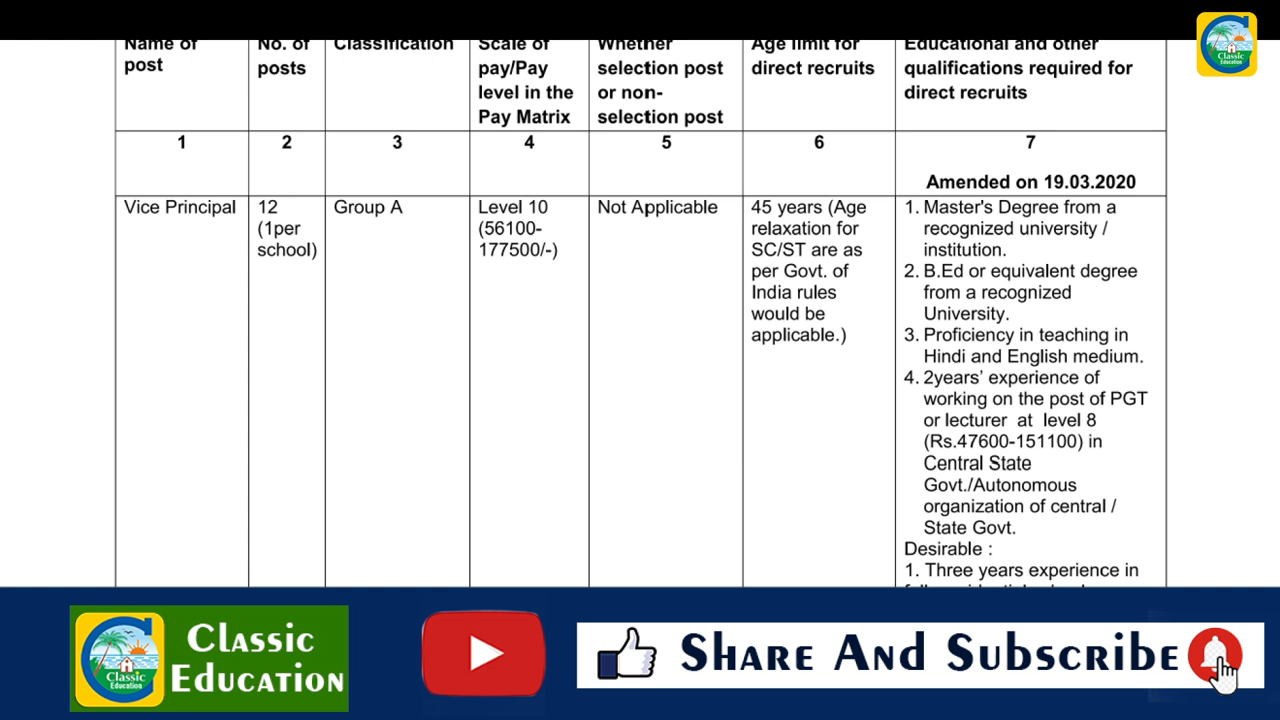 Name of post
No. of posts
Classification
Scale of pay/Pay level in the Pay Matrix
Whether selection post or non-selection post
Age limit for direct recruits
Educational and other qualifications required for direct recruits
1
2
3
4
5
6
7
Amended on 19.03.2020
Vice Principal
12
(1per
school)
Group A
Level 10
(56100-
177500/-)
Not Applicable
45 years (Age
relaxation for
SC/ST are as
per Govt. of
India rules
would be
applicable.)
1. Master's Degree from a
recognized university /
institution.
2. B.Ed or equivalent degree
from a recognized
University.
3. Proficiency in teaching in
Hindi and English medium.
4. 2years' experience of
working on the post of PGT
or lecturer at level 8
(Rs.47600-151100) in
Central State
Govt./Autonomous
organization of central /
State Govt.
Desirable :
1. Three years experience in
Classic
Education
Classic
Education
Classic
Education
Share And Subscribe